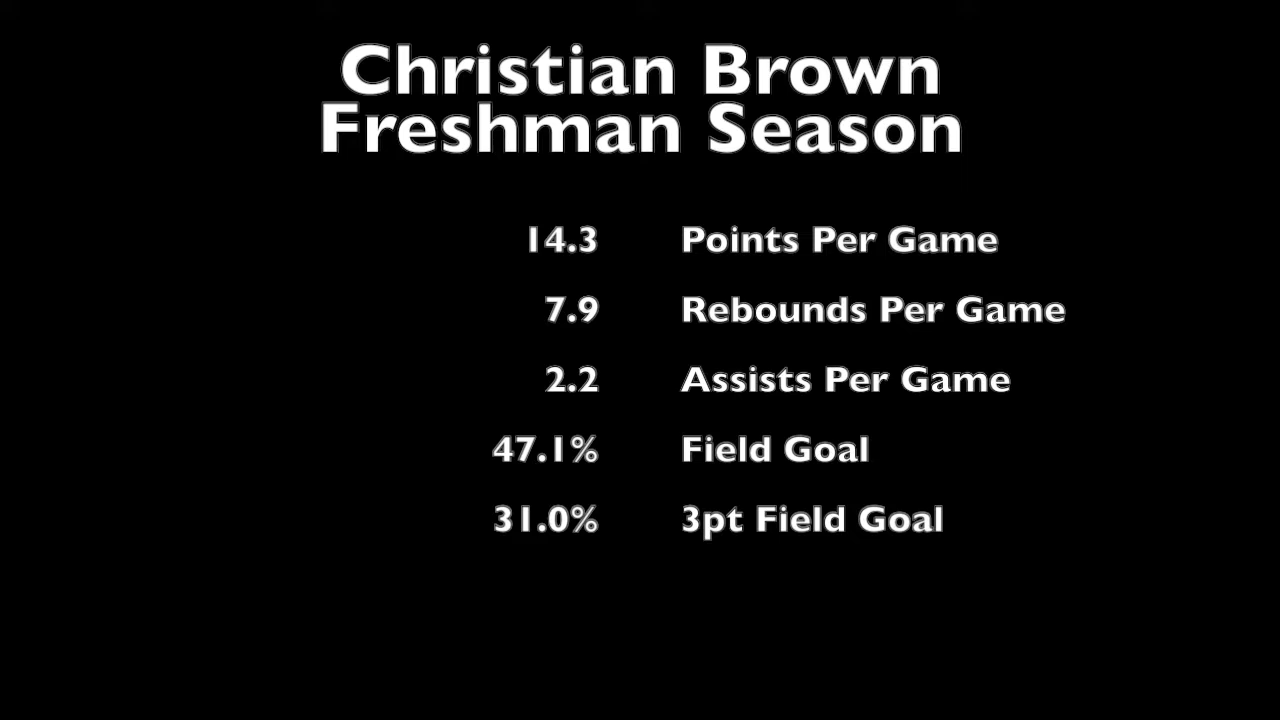 Christian Brown
Freshman Season
14.3 Points Per Game
7.9 Rebounds Per Game
2.2 Assists Per Game
47.1% Field Goal
31.0% 3pt Field Goal